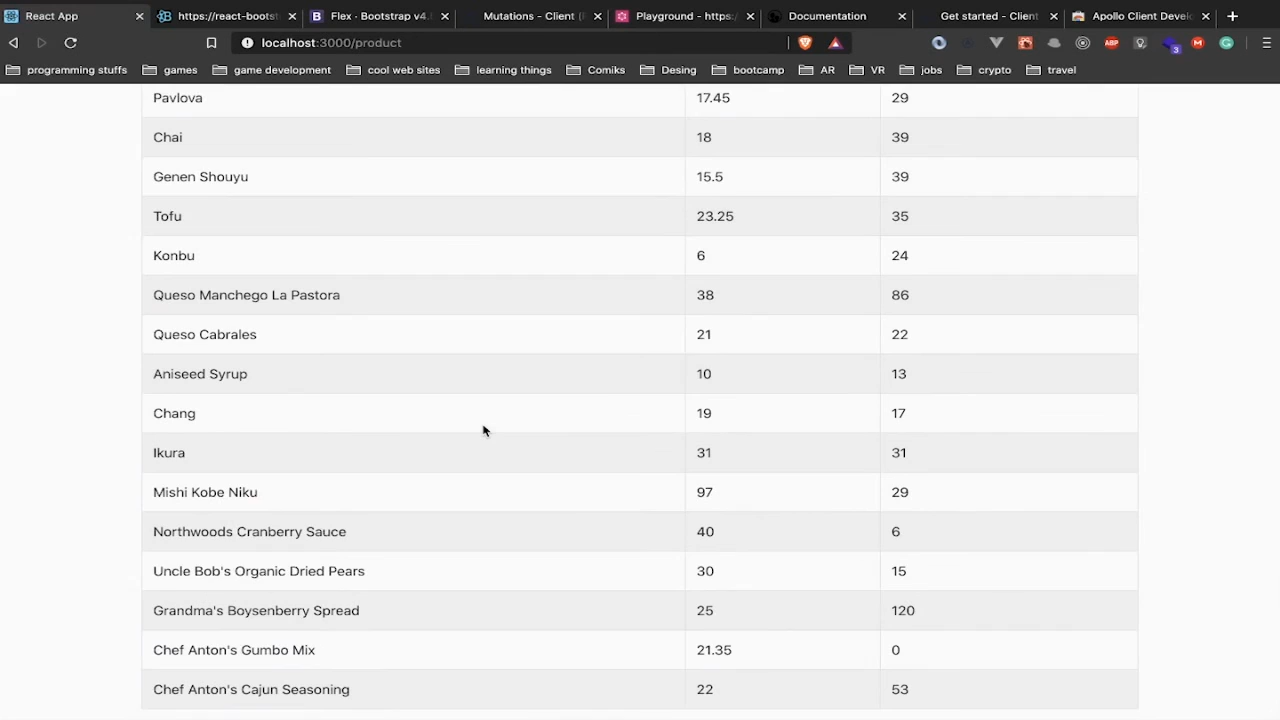 React App https://react-boots Flex · Bootstrap v4. Mutations - Client ( Playground - https: Documentation Get started - Client Apollo Client Devel
localhost:3000/product ABP 3
programming stuffs games game development cool web sites learning things Comiks Desing bootcamp AR VR jobs crypto travel
Pavlova 17.45 29
Chai 18 39
Genen Shouyu 15.5 39
Tofu 23.25 35
Konbu 6 24
Queso Manchego La Pastora 38 86
Queso Cabrales 21 22
Aniseed Syrup 10 13
Chang 19 17
Ikura 31 31
Mishi Kobe Niku 97 29
Northwoods Cranberry Sauce 40 6
Uncle Bob's Organic Dried Pears 30 15
Grandma's Boysenberry Spread 25 120
Chef Anton's Gumbo Mix 21.35 0
Chef Anton's Cajun Seasoning 22 53